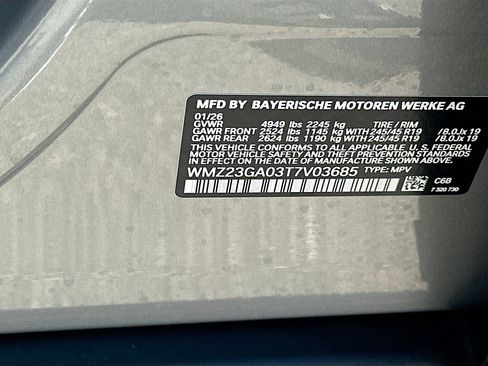 MFD BY BAYERISCHE MOTOREN WERKE AG
01/26
GVWR 4949 lbs 2245 kg TIRE / RIM
GAWR FRONT 2524 lbs 1145 kg WITH 245/45 R19 /8.0Jx 19
GAWR REAR 2624 lbs 1190 kg WITH 245/45 R19 /8.0Jx 19
THIS VEHICLE CONFORMS TO ALL APPLICABLE U.S. FEDERAL
MOTOR VEHICLE SAFETY AND THEFT PREVENTION STANDARDS
IN EFFECT ON THE DATE OF MANUFACTURE SHOWN ABOVE.
WMZ23GA03T7V03685 TYPE: MPV
C6B
7 320 730